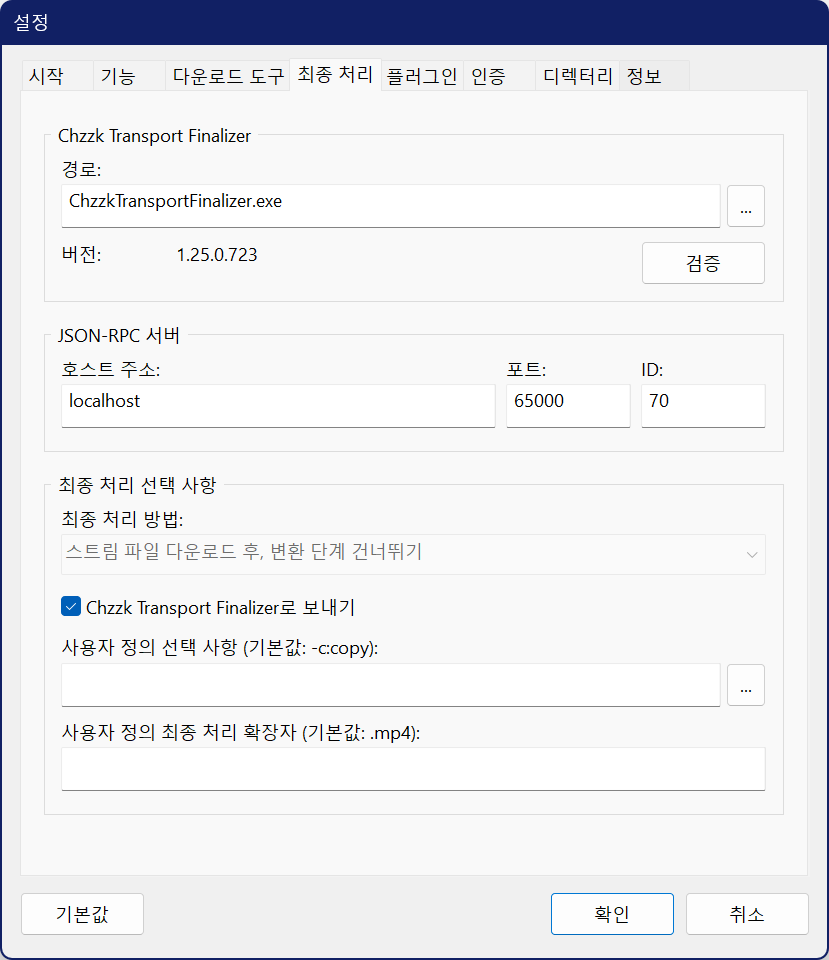 설정
시작 기능 다운로드 도구 최종 처리 플러그인 인증 디렉터리 정보
Chzzk Transport Finalizer
경로:
ChzzkTransportFinalizer.exe ...
버전: 1.25.0.723
검증
JSON-RPC 서버
호스트 주소: 포트: ID:
localhost 65000 70
최종 처리 선택 사항
최종 처리 방법:
스트림 파일 다운로드 후, 변환 단계 건너뛰기
Chzzk Transport Finalizer로 보내기
사용자 정의 선택 사항 (기본값: -c:copy):
...
사용자 정의 최종 처리 확장자 (기본값: .mp4):
기본값 확인 취소